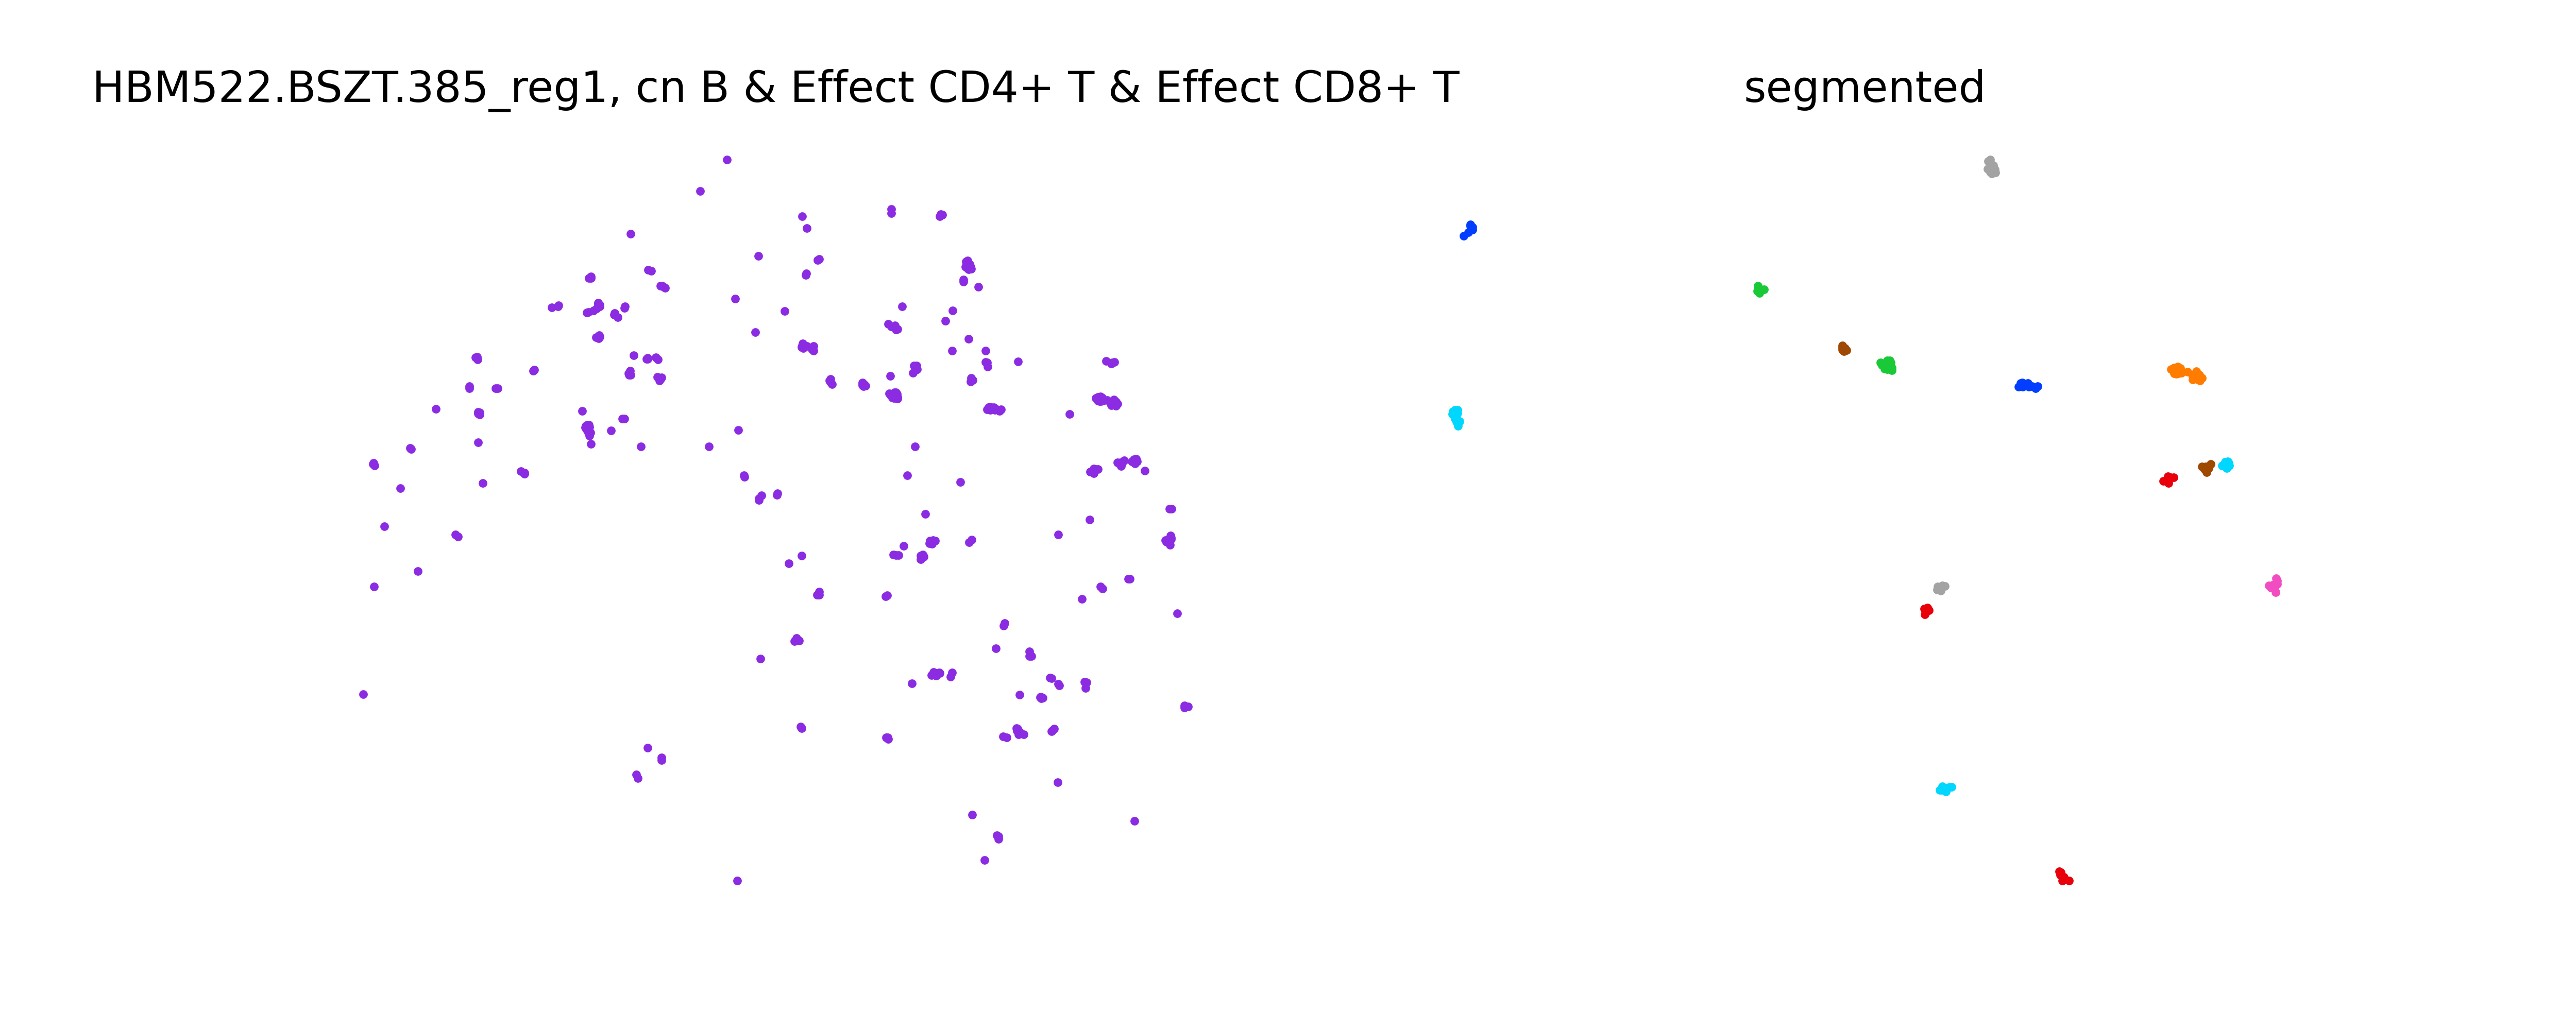 HBM522.BSZT.385_reg1, cn B & Effect CD4+ T & Effect CD8+ T
segmented